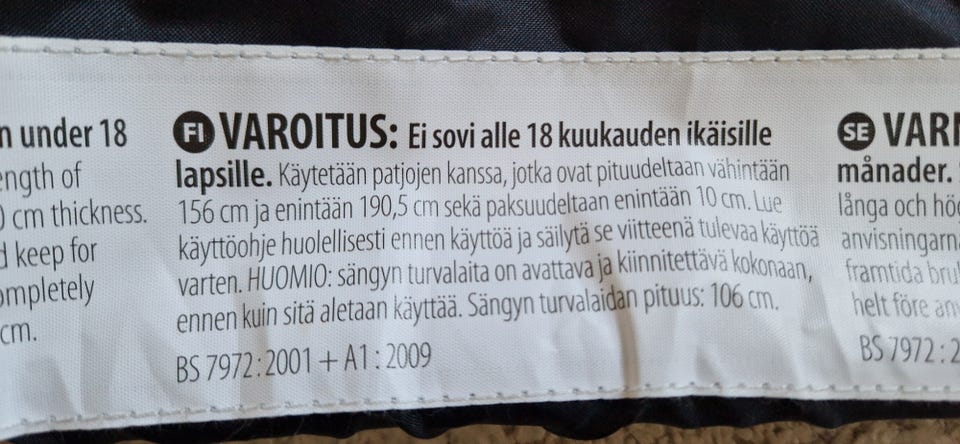 n under 18
ength of
cm thickness.
d keep for
ompletely
cm.
FI VAROITUS: Ei sovi alle 18 kuukauden ikäisille
lapsille. Käytetään patjojen kanssa, jotka ovat pituudeltaan vähintään
156 cm ja enintään 190,5 cm sekä paksuudeltaan enintään 10 cm. Lue
käyttöohje huolellisesti ennen käyttöä ja säilytä se viitteenä tulevaa käyttöä
varten. HUOMIO: sängyn turvalaita on avattava ja kiinnitettävä kokonaan,
ennen kuin sitä aletaan käyttää. Sängyn turvalaidan pituus: 106 cm.
BS 7972:2001 + A1:2009
SE VARN
månader.
långa och hö
anvisningarn
framtida bru
helt före an
BS 7972:2